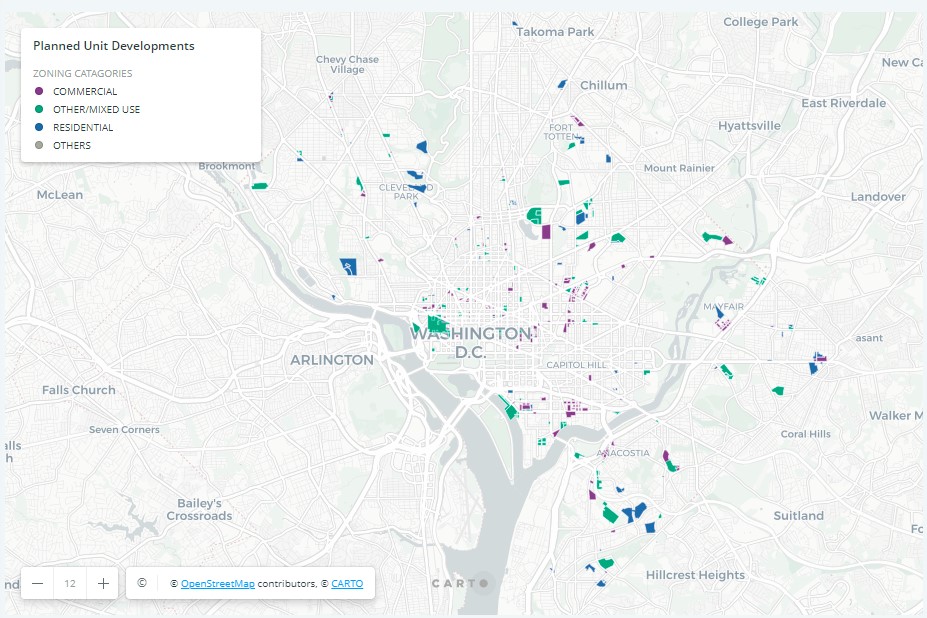 Planned Unit Developments
ZONING CATAGORIES
COMMERCIAL
OTHER/MIXED USE
RESIDENTIAL
OTHERS
College Park
Takoma Park
Chevy Chase
Village
New Ca
Chillum
East Riverdale
FORT
TOTTEN
Hyattsville
Brookmont
Mount Rainier
McLean
CLEVELAND
PARK
Landover
MAYFAIR
WASHINGTON
D.C.
asant
ARLINGTON
CAPITOL HILL
Falls Church
Walker M
Seven Corners
Coral Hills
alls
h
ANACOSTIA
Bailey's
Crossroads
Suitland
Fo
Hillcrest Heights
nd
12
©
© OpenStreetMap contributors, © CARTO
CARTO